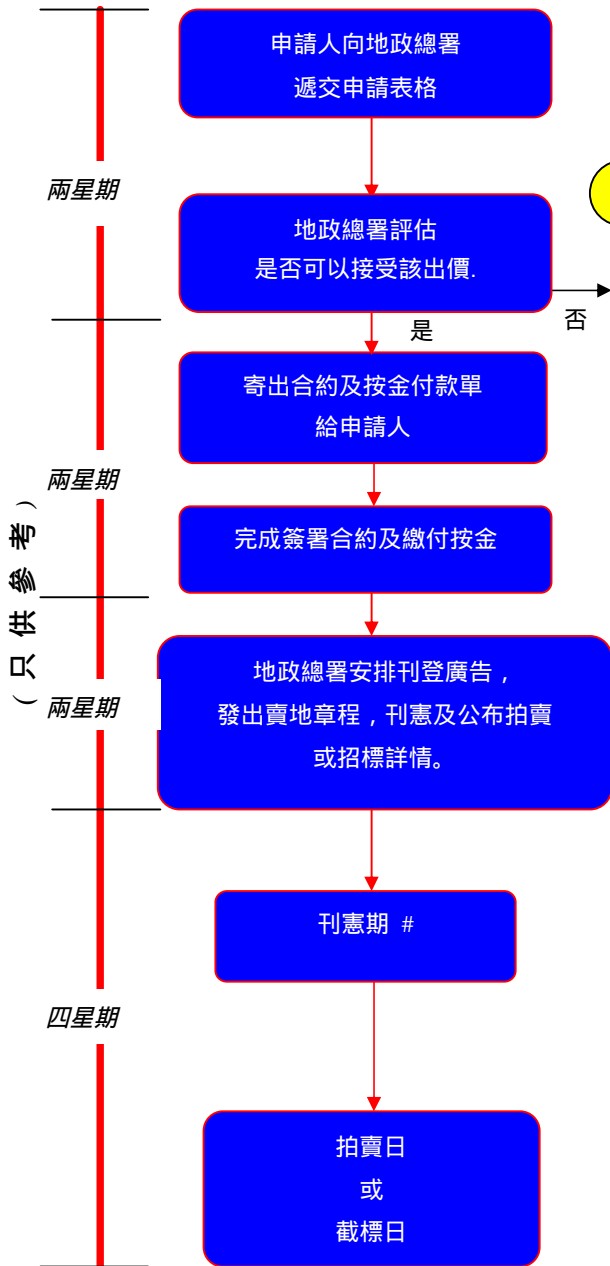 申請人向地政總署
遞交申請表格
兩星期
地政總署評估
是否可以接受該出價.
否
是
寄出合約及按金付款單
給申請人
兩星期
完成簽署合約及繳付按金
（只供參考）
地政總署安排刊登廣告，
發出賣地章程，刊憲及公布拍賣
或招標詳情。
兩星期
刊憲期 #
四星期
拍賣日
或
截標日